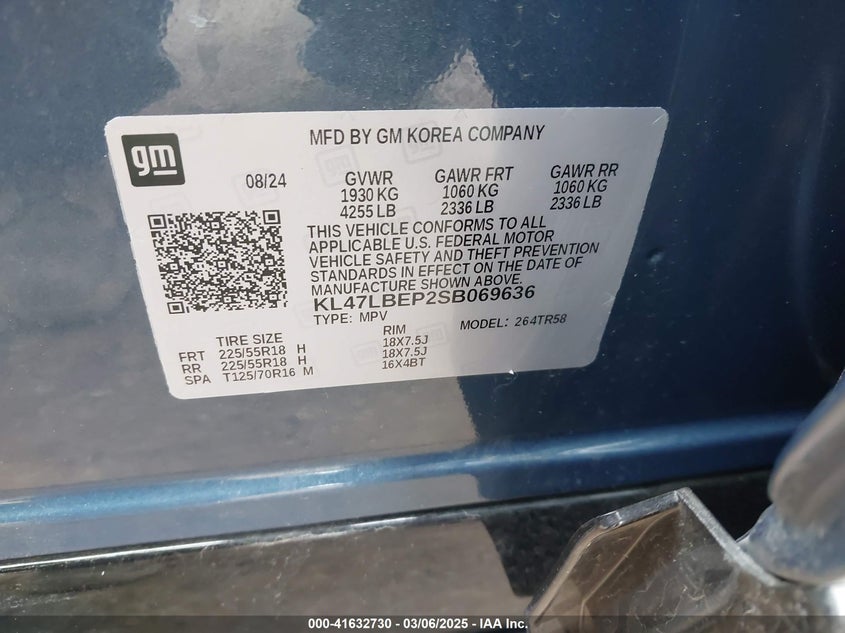 gm
MFD BY GM KOREA COMPANY
08/24
GVWR GAWR FRT GAWR RR
1930 KG 1060 KG 1060 KG
4255 LB 2336 LB 2336 LB
THIS VEHICLE CONFORMS TO ALL
APPLICABLE U.S. FEDERAL MOTOR
VEHICLE SAFETY AND THEFT PREVENTION
STANDARDS IN EFFECT ON THE DATE OF
MANUFACTURE SHOWN ABOVE.
KL47LBEP2SB069636
TYPE: MPV MODEL: 264TR58
TIRE SIZE RIM
FRT 225/55R18 H 18X7.5J
RR 225/55R18 H 18X7.5J
SPA T125/70R16 M 16X4BT
000-41632730 - 03/06/2025 - IAA Inc.